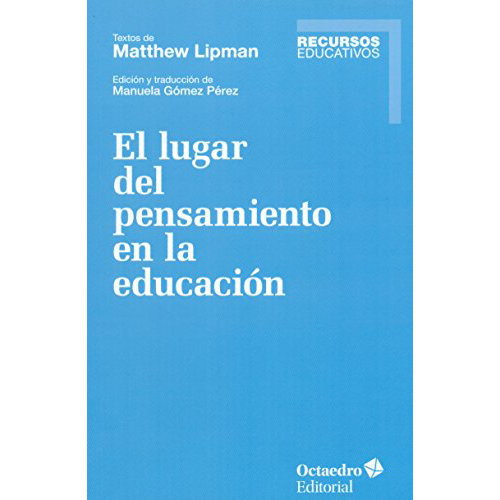 Textos de
Matthew Lipman
Edición y traducción de
Manuela Gómez Pérez
RECURSOS
EDUCATIVOS
El lugar
del
pensamiento
en la
educación
Octaedro
Editorial